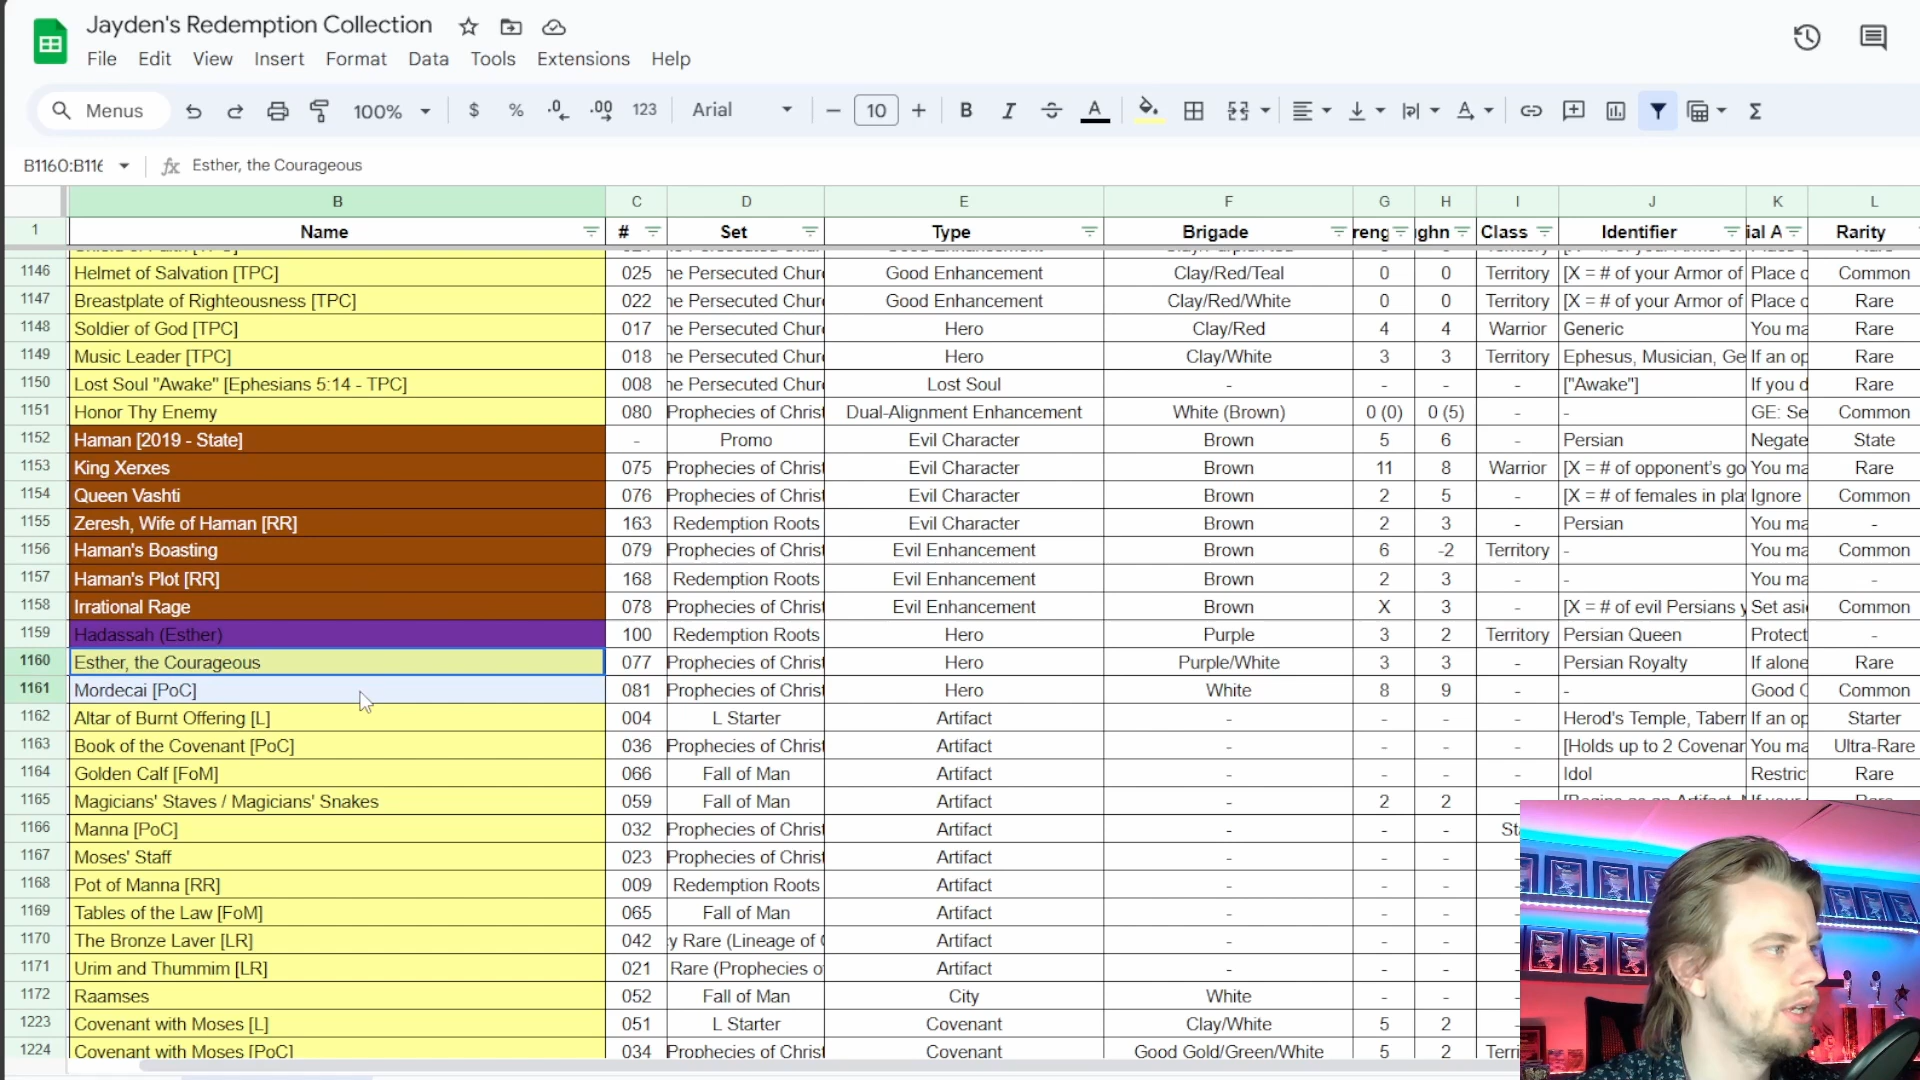 Jayden's Redemption Collection
File Edit View Insert Format Data Tools Extensions Help
Menus 100% $ % .0 .00 123 Arial 10 B I A
B1160:B116 fx Esther, the Courageous
B C D E F G H I J K L
1 Name # Set Type Brigade reng ighn Class Identifier ial A Rarity
1146 Helmet of Salvation [TPC] 025 ne Persecuted Chur Good Enhancement Clay/Red/Teal 0 0 Territory [X = # of your Armor of Place o Common
1147 Breastplate of Righteousness [TPC] 022 ne Persecuted Chur Good Enhancement Clay/Red/White 0 0 Territory [X = # of your Armor of Place o Rare
1148 Soldier of God [TPC] 017 ne Persecuted Chur Hero Clay/Red 4 4 Warrior Generic You ma Rare
1149 Music Leader [TPC] 018 ne Persecuted Chur Hero Clay/White 3 3 Territory Ephesus, Musician, Ge If an op Rare
1150 Lost Soul "Awake" [Ephesians 5:14 - TPC] 008 ne Persecuted Chur Lost Soul - - - - ["Awake"] If you d Rare
1151 Honor Thy Enemy 080 Prophecies of Christ Dual-Alignment Enhancement White (Brown) 0 (0) 0 (5) - - GE: Se Common
1152 Haman [2019 - State] - Promo Evil Character Brown 5 6 - Persian Negate State
1153 King Xerxes 075 Prophecies of Christ Evil Character Brown 11 8 Warrior [X = # of opponent's go You ma Rare
1154 Queen Vashti 076 Prophecies of Christ Evil Character Brown 2 5 - [X = # of females in pla Ignore Common
1155 Zeresh, Wife of Haman [RR] 163 Redemption Roots Evil Character Brown 2 3 - Persian You ma -
1156 Haman's Boasting 079 Prophecies of Christ Evil Enhancement Brown 6 -2 Territory - You ma Common
1157 Haman's Plot [RR] 168 Redemption Roots Evil Enhancement Brown 2 3 - - You ma -
1158 Irrational Rage 078 Prophecies of Christ Evil Enhancement Brown X 3 - [X = # of evil Persians y Set asi Common
1159 Hadassah (Esther) 100 Redemption Roots Hero Purple 3 2 Territory Persian Queen Protect -
1160 Esther, the Courageous 077 Prophecies of Christ Hero Purple/White 3 3 - Persian Royalty If alone Rare
1161 Mordecai [PoC] 081 Prophecies of Christ Hero White 8 9 - - Good C Common
1162 Altar of Burnt Offering [L] 004 L Starter Artifact - - - - Herod's Temple, Tabern If an op Starter
1163 Book of the Covenant [PoC] 036 Prophecies of Christ Artifact - - - - [Holds up to 2 Covenan You ma Ultra-Rare
1164 Golden Calf [FoM] 066 Fall of Man Artifact - - - - Idol Restric Rare
1165 Magicians' Staves / Magicians' Snakes 059 Fall of Man Artifact - 2 2 -
1166 Manna [PoC] 032 Prophecies of Christ Artifact - - - St
1167 Moses' Staff 023 Prophecies of Christ Artifact - - - -
1168 Pot of Manna [RR] 009 Redemption Roots Artifact - - - -
1169 Tables of the Law [FoM] 065 Fall of Man Artifact - - - -
1170 The Bronze Laver [LR] 042 y Rare (Lineage of C Artifact - - - -
1171 Urim and Thummim [LR] 021 Rare (Prophecies o Artifact - - - -
1172 Raamses 052 Fall of Man City White - - -
1223 Covenant with Moses [L] 051 L Starter Covenant Clay/White 5 2 -
1224 Covenant with Moses [PoC] 034 Prophecies of Christ Covenant Good Gold/Green/White 5 2 Terri